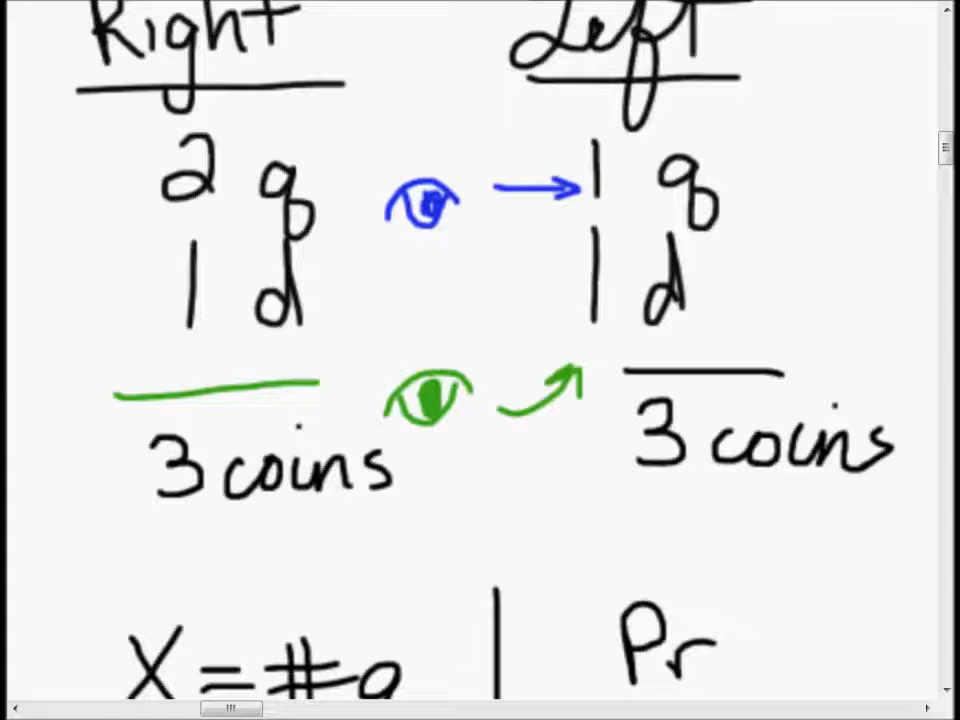 Right Left
2 q 1 q
1 d 1 d
3 coins 3 coins
X = #q Pr